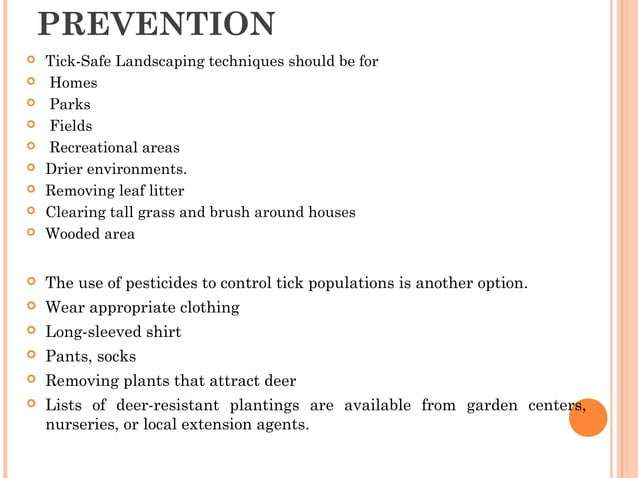 PREVENTION
Tick-Safe Landscaping techniques should be for
Homes
Parks
Fields
Recreational areas
Drier environments.
Removing leaf litter
Clearing tall grass and brush around houses
Wooded area
The use of pesticides to control tick populations is another option.
Wear appropriate clothing
Long-sleeved shirt
Pants, socks
Removing plants that attract deer
Lists of deer-resistant plantings are available from garden centers,
nurseries, or local extension agents.